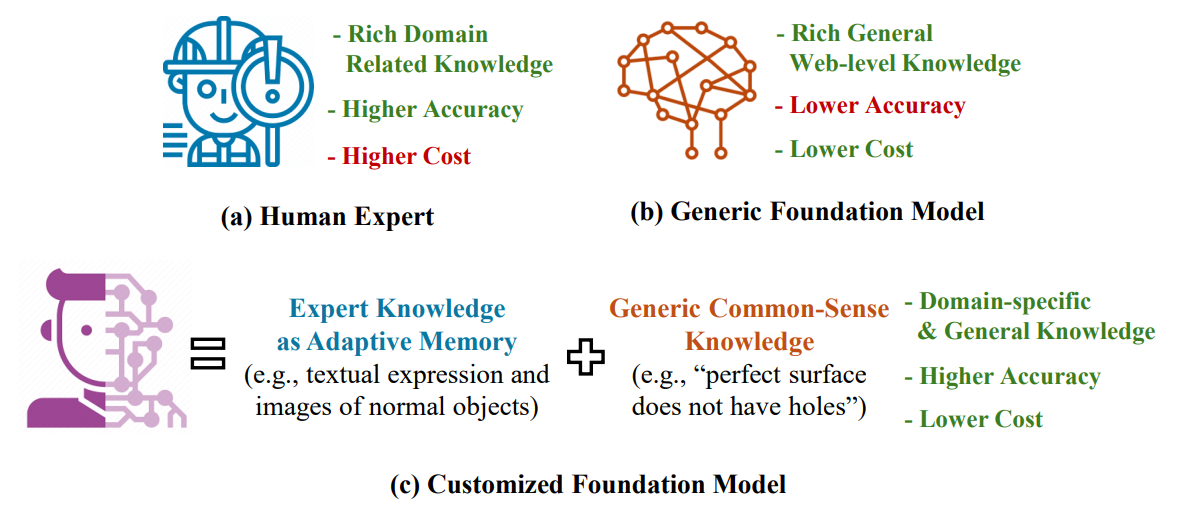 - Rich Domain
Related Knowledge
- Higher Accuracy
- Higher Cost
(a) Human Expert
- Rich General
Web-level Knowledge
- Lower Accuracy
- Lower Cost
(b) Generic Foundation Model
Expert Knowledge
as Adaptive Memory
(e.g., textual expression and
images of normal objects)
Generic Common-Sense
Knowledge
(e.g., “perfect surface
does not have holes”)
- Domain-specific
& General Knowledge
- Higher Accuracy
- Lower Cost
(c) Customized Foundation Model